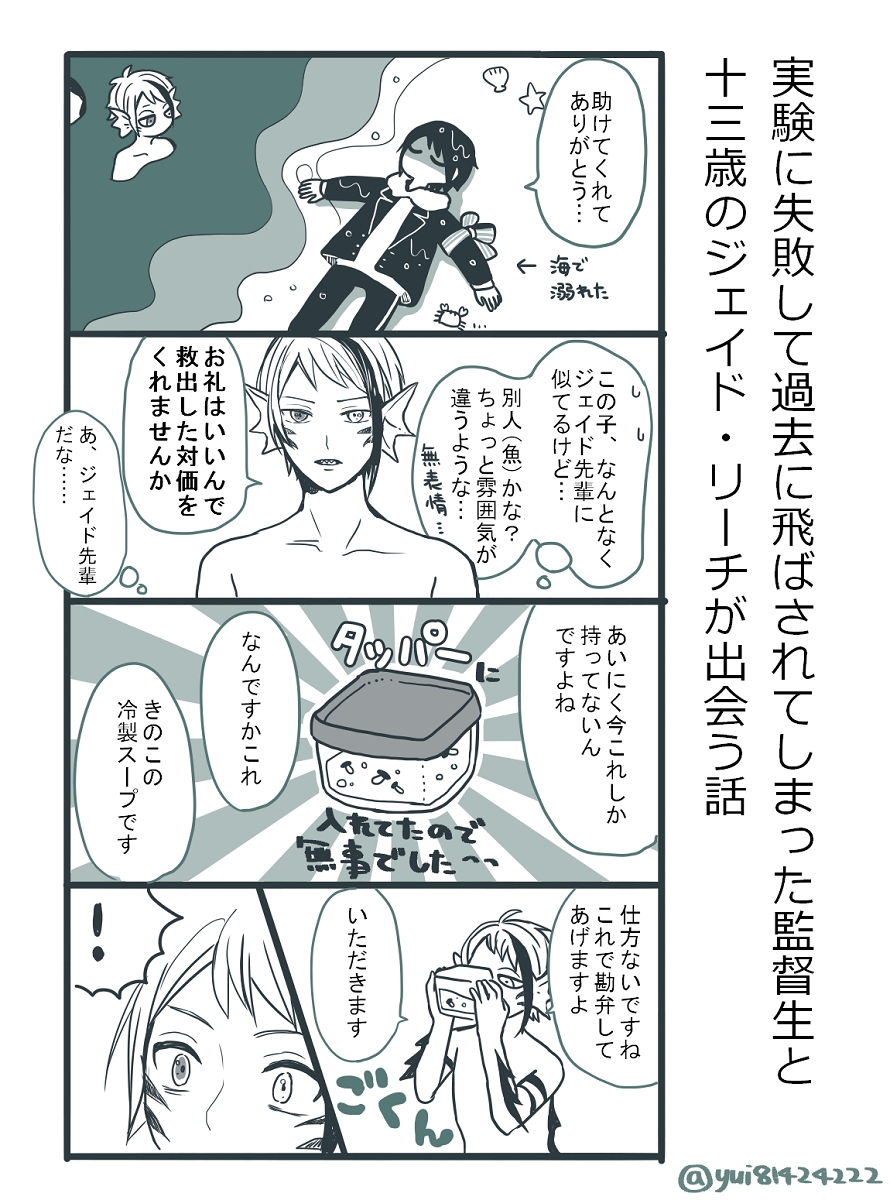 実験に失敗して過去に飛ばされてしまった監督生と
十三歳のジェイド・リーチが出会う話
助けてくれて
ありがとう…
← 海で
溺れた
この子、なんとなく
ジェイド先輩に
似てるけど…
別人(魚)かな?
ちょっと雰囲気が
違うような…
無表情…
お礼はいいんで
救出した対価を
くれませんか
あ、ジェイド先輩
だな……
あいにく今これしか
持ってないん
ですよね
タッパーに
入れてたので
無事でした〜〜
なんですかこれ
きのこの
冷製スープです
仕方ないですね
これで勘弁して
あげますよ
いただきます
ごくん
!
@yui81424222